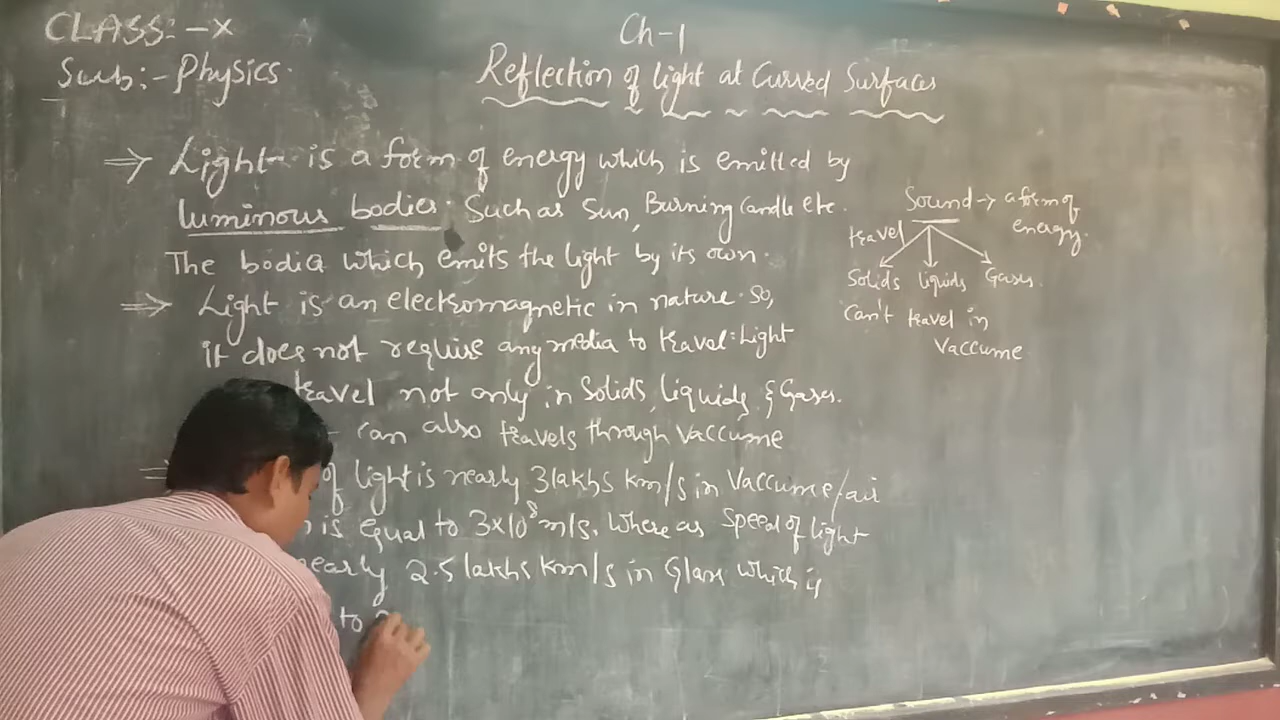 CLASS:-X
Sub:-Physics.
Ch-1
Reflection of light at Curved Surfaces
⇒ Light is a form of energy which is emitted by
luminous bodies. Such as Sun, Burning Candle etc.
The bodia which emits the light by its own.
⇒ Light is an electromagnetic in nature. So,
it does not require any media to travel. Light
travel not only in Solids, liquids & Gases.
can also travels through Vaccume
of light is nearly 3 lakhs km/s in Vaccume/air
is Equal to 3×10⁸ m/s. Where as Speed of light
nearly 2.5 lakhs km/s in Glass which is
to
Sound → a form of
energy.
travel
Solids liquids Gases.
Can't travel in
Vaccume